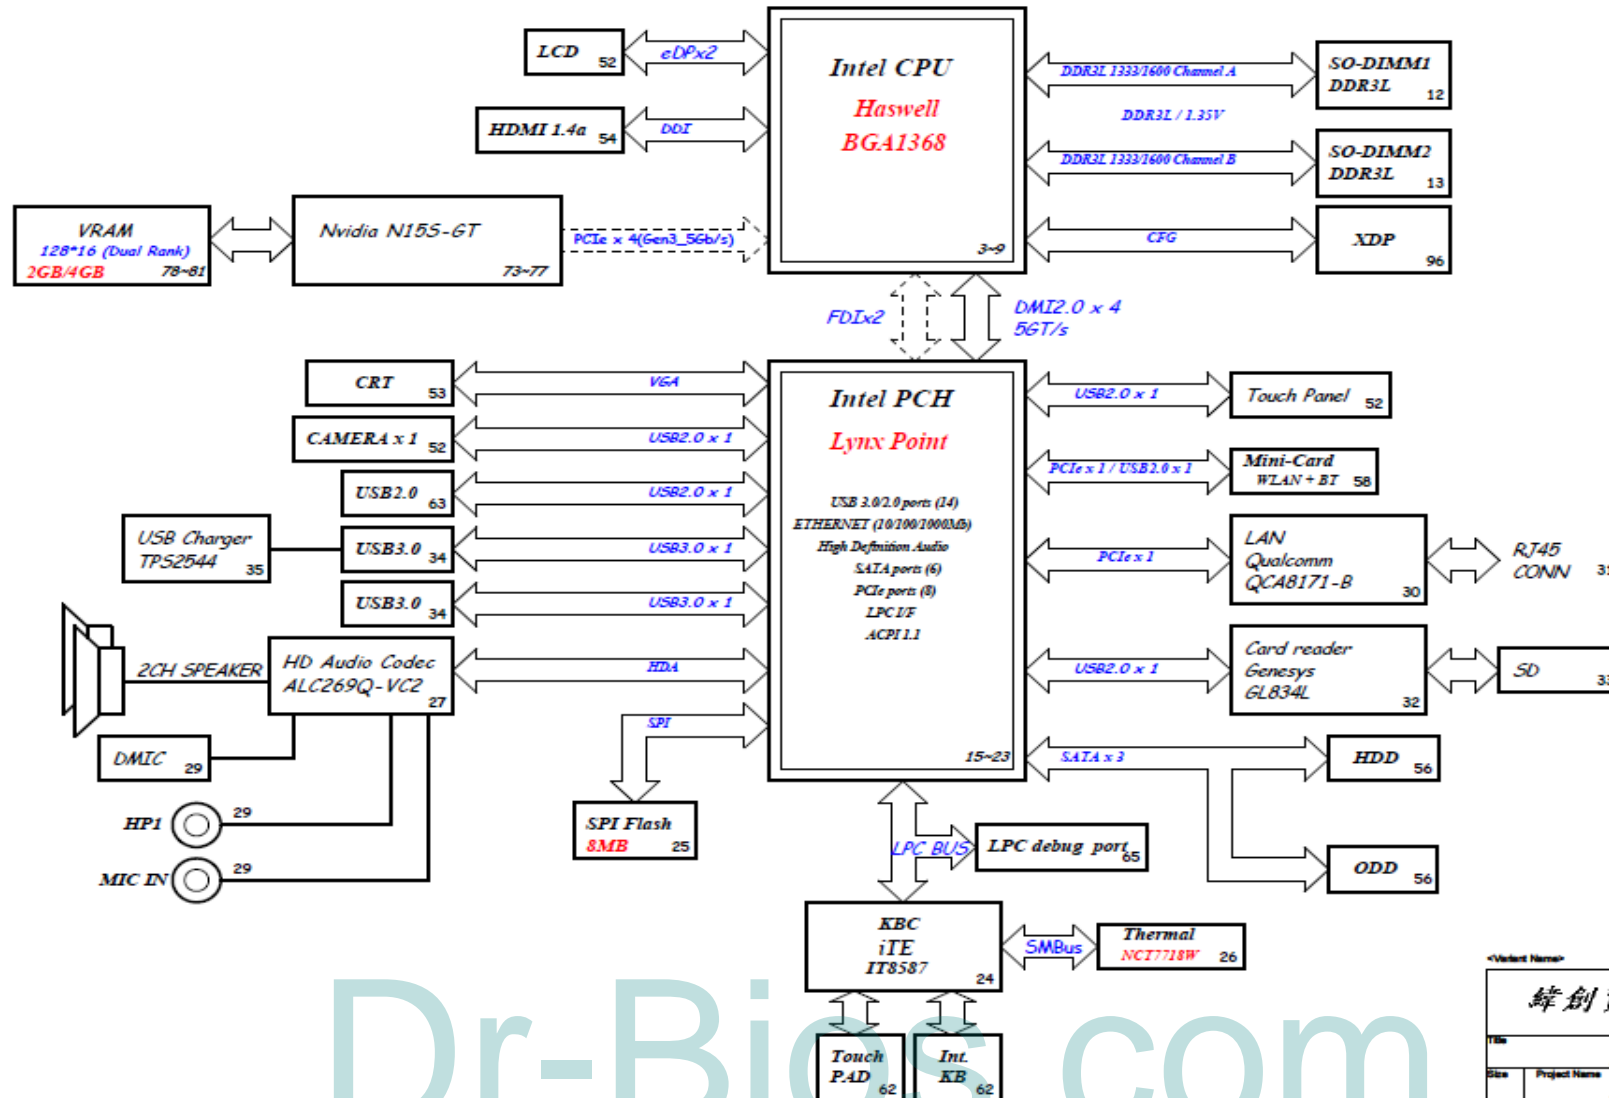 LCD 52
eDPx2
HDMI 1.4a 54
DDI
Intel CPU
Haswell
BGA1368
3~9
DDR3L 1333/1600 Channel A
SO-DIMM1
DDR3L
12
DDR3L / 1.35V
DDR3L 1333/1600 Channel B
SO-DIMM2
DDR3L
13
CFG
XDP
96
VRAM
128*16 (Dual Rank)
2GB/4GB 78~81
Nvidia N15S-GT
73~77
PCIe x 4(Gen3_5Gb/s)
FDIx2
DMI2.0 x 4
5GT/s
CRT 53
VGA
CAMERA x 1 52
USB2.0 x 1
USB2.0 63
USB2.0 x 1
USB Charger
TPS2544 35
USB3.0 34
USB3.0 x 1
USB3.0 34
USB3.0 x 1
2CH SPEAKER
HD Audio Codec
ALC269Q-VC2
27
HDA
DMIC 29
HP1 29
MIC IN 29
SPI
SPI Flash
8MB 25
Intel PCH
Lynx Point
USB 3.0/2.0 ports (14)
ETHERNET (10/100/1000Mb)
High Definition Audio
SATA ports (6)
PCIe ports (8)
LPC I/F
ACPI 1.1
15~23
USB2.0 x 1
Touch Panel 52
PCIe x 1 / USB2.0 x 1
Mini-Card
WLAN + BT 58
PCIe x 1
LAN
Qualcomm
QCA8171-B
30
RJ45
CONN 31
USB2.0 x 1
Card reader
Genesys
GL834L
32
SD 33
SATA x 3
HDD 56
ODD 56
LPC BUS
LPC debug port 65
KBC
iTE
IT8587
24
SMBus
Thermal
NCT7718W 26
Touch
PAD 62
Int.
KB 62
Dr-Bios.com
<Variant Name>
緯創
Title
Size Project Name